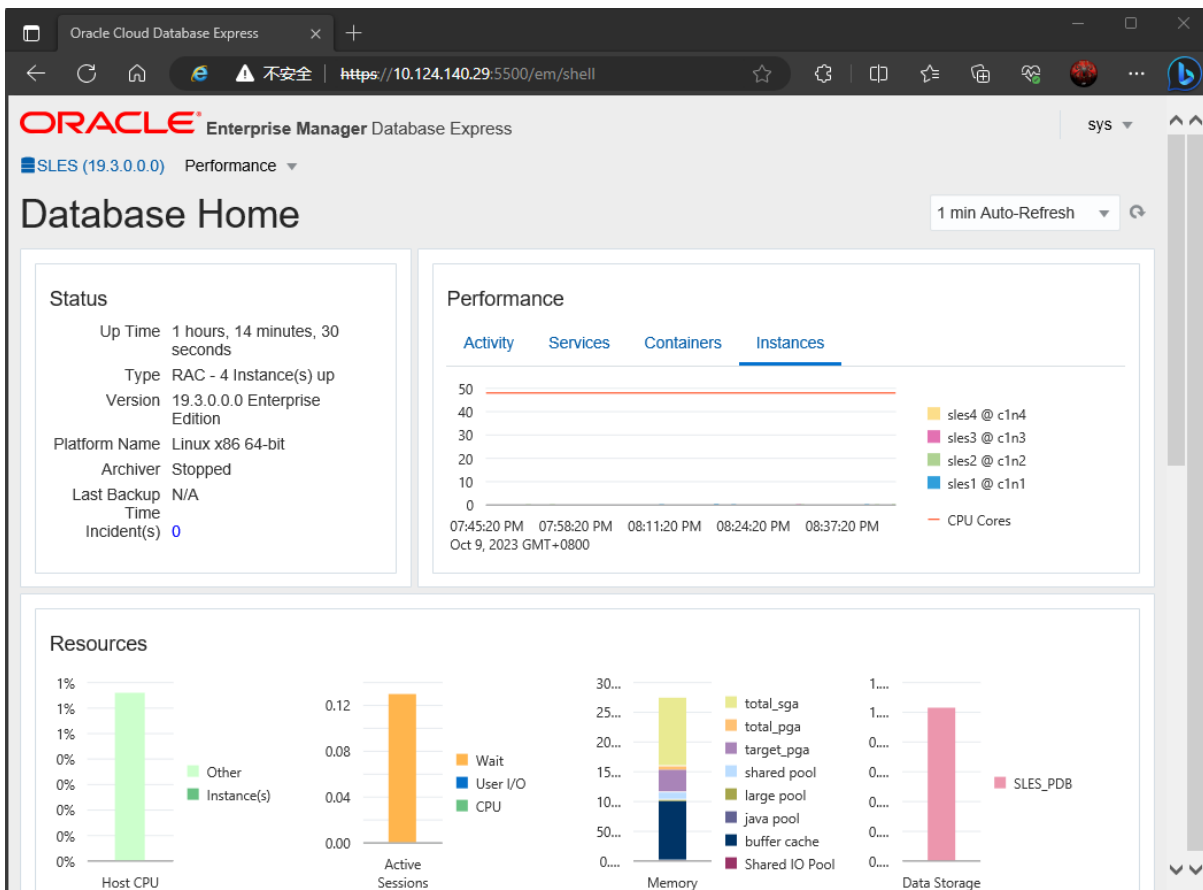 Oracle Cloud Database Express
不安全 https://10.124.140.29:5500/em/shell
ORACLE Enterprise Manager Database Express
sys
SLES (19.3.0.0.0) Performance
Database Home
1 min Auto-Refresh
Status
Up Time 1 hours, 14 minutes, 30
seconds
Type RAC - 4 Instance(s) up
Version 19.3.0.0.0 Enterprise
Edition
Platform Name Linux x86 64-bit
Archiver Stopped
Last Backup N/A
Time
Incident(s) 0
Performance
Activity Services Containers Instances
50
40
30
20
10
0
07:45:20 PM 07:58:20 PM 08:11:20 PM 08:24:20 PM 08:37:20 PM
Oct 9, 2023 GMT+0800
sles4 @ c1n4
sles3 @ c1n3
sles2 @ c1n2
sles1 @ c1n1
CPU Cores
Resources
1%
1%
1%
0%
0%
0%
0%
0%
Other
Instance(s)
Host CPU
0.12
0.08
0.04
0.00
Wait
User I/O
CPU
Active
Sessions
30...
25...
20...
15...
10...
50...
0....
total_sga
total_pga
target_pga
shared pool
large pool
java pool
buffer cache
Shared IO Pool
Memory
1....
1....
0....
0....
0....
0....
0....
SLES_PDB
Data Storage